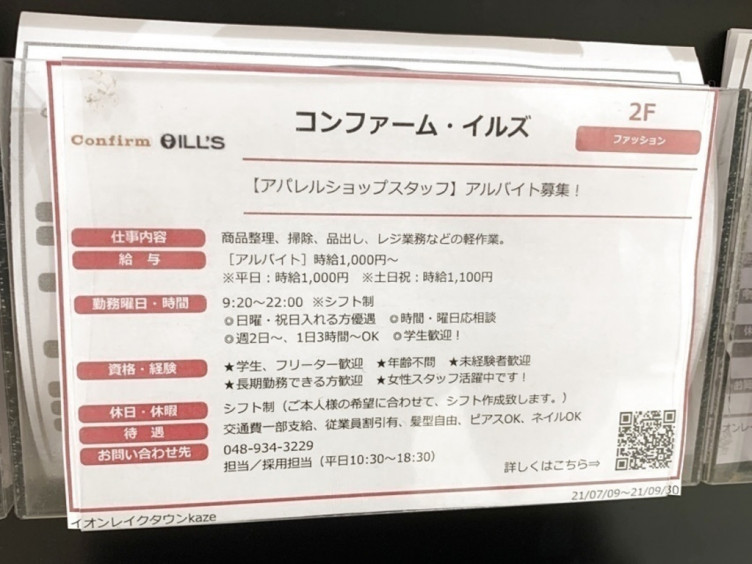 Confirm ӨILL'S
コンファーム・イルズ
2F
ファッション
【アパレルショップスタッフ】アルバイト募集！
仕事内容 商品整理、掃除、品出し、レジ業務などの軽作業。
給 与 ［アルバイト］時給1,000円～
※平日：時給1,000円 ※土日祝：時給1,100円
勤務曜日・時間 9:20～22:00 ※シフト制
◎日曜・祝日入れる方優遇 ◎時間・曜日応相談
◎週2日～、1日3時間～OK ◎学生歓迎！
資格・経験 ★学生、フリーター歓迎 ★年齢不問 ★未経験者歓迎
★長期勤務できる方歓迎 ★女性スタッフ活躍中です！
休日・休暇 シフト制（ご本人様の希望に合わせて、シフト作成致します。）
待 遇 交通費一部支給、従業員割引有、髪型自由、ピアスOK、ネイルOK
お問い合わせ先 048-934-3229
担当／採用担当（平日10:30～18:30）
詳しくはこちら⇒
21/07/09～21/09/30
イオンレイクタウンkaze